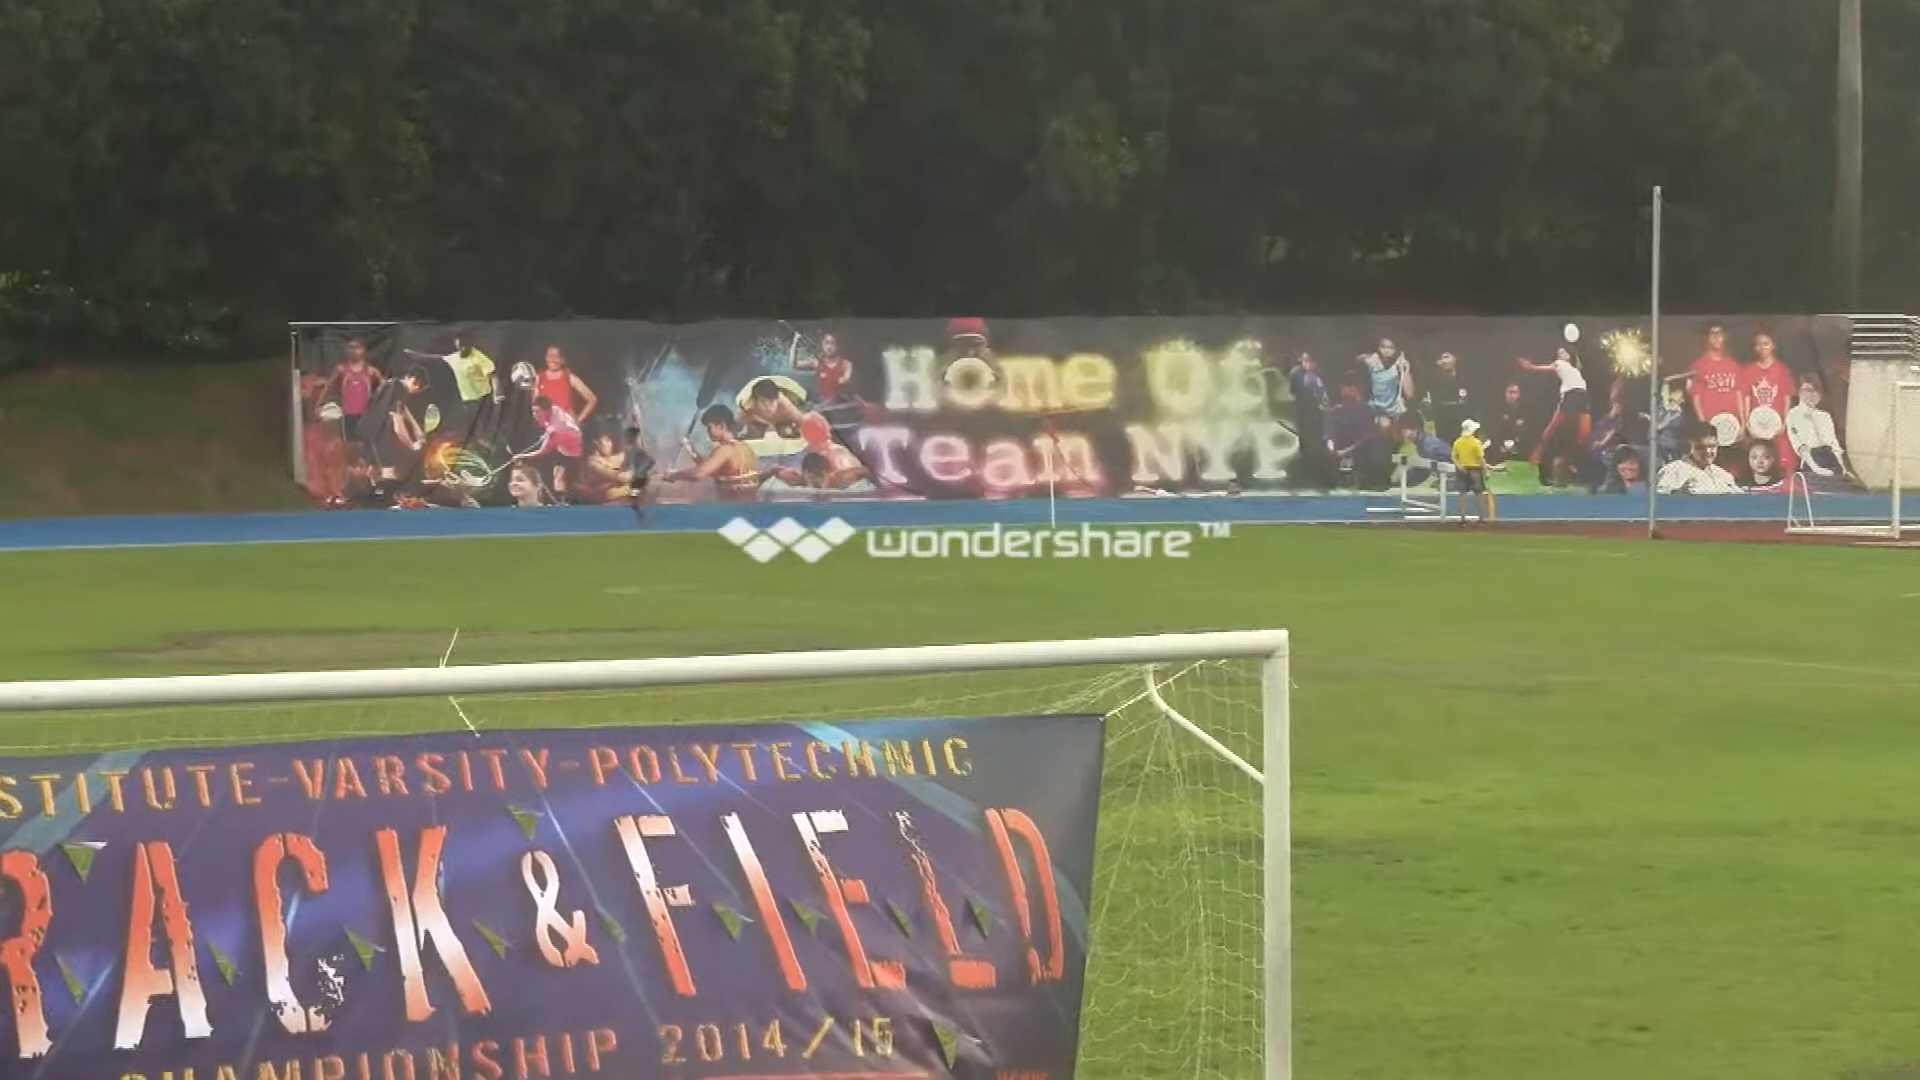 Home Of
Team NYP
wondershare™
STITUTE-VARSITY-POLYTECHNIC
RACK & FIELD
CHAMPIONSHIP 2014/15